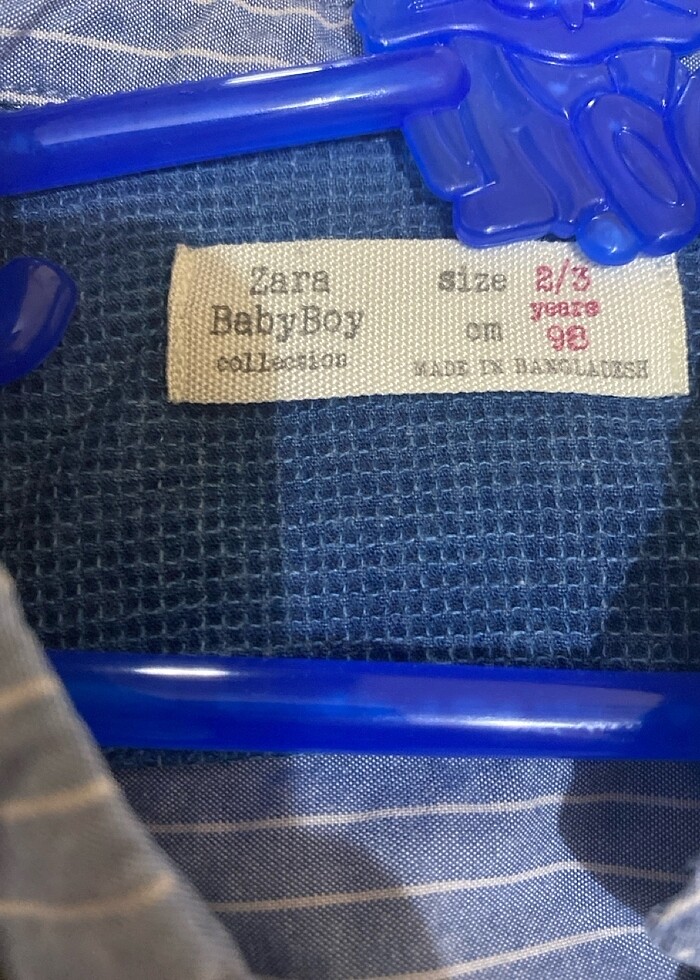 Zara
BabyBoy
collection
size 2/3
years
cm 98
MADE IN BANGLADESH